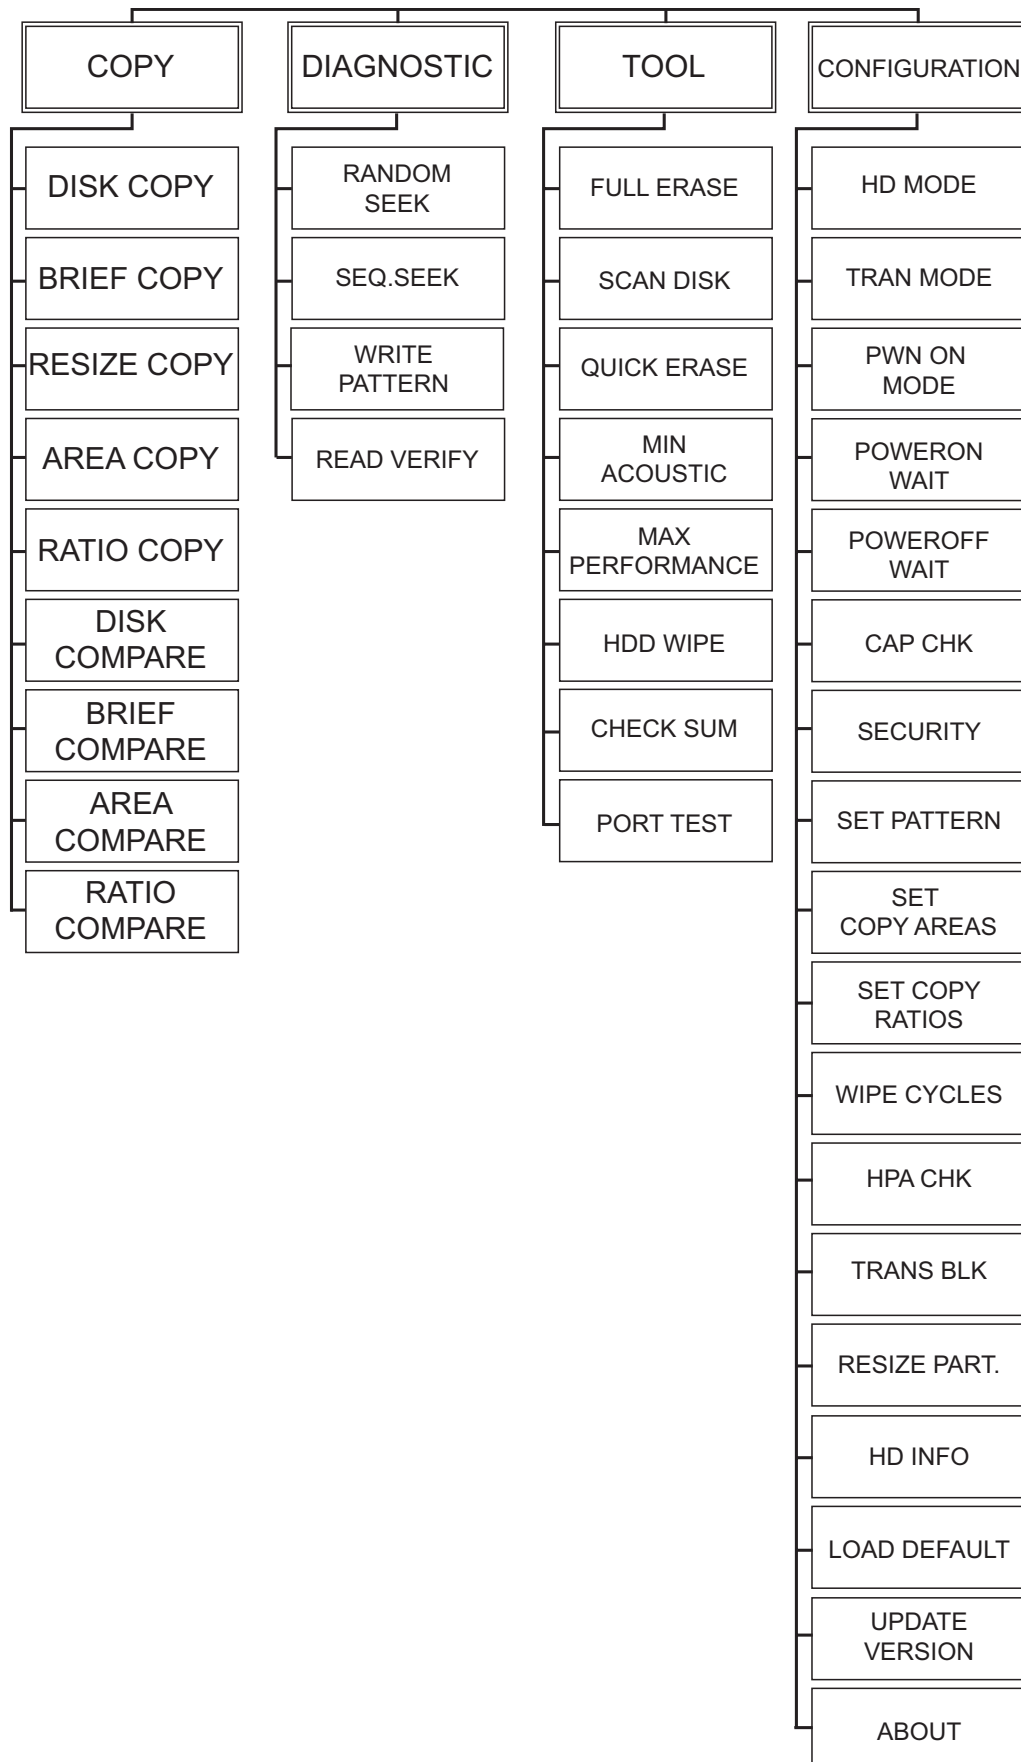 COPY
DIAGNOSTIC
TOOL
CONFIGURATION
DISK COPY
BRIEF COPY
RESIZE COPY
AREA COPY
RATIO COPY
DISK
COMPARE
BRIEF
COMPARE
AREA
COMPARE
RATIO
COMPARE
RANDOM
SEEK
SEQ.SEEK
WRITE
PATTERN
READ VERIFY
FULL ERASE
SCAN DISK
QUICK ERASE
MIN
ACOUSTIC
MAX
PERFORMANCE
HDD WIPE
CHECK SUM
PORT TEST
HD MODE
TRAN MODE
PWN ON
MODE
POWERON
WAIT
POWEROFF
WAIT
CAP CHK
SECURITY
SET PATTERN
SET
COPY AREAS
SET COPY
RATIOS
WIPE CYCLES
HPA CHK
TRANS BLK
RESIZE PART.
HD INFO
LOAD DEFAULT
UPDATE
VERSION
ABOUT